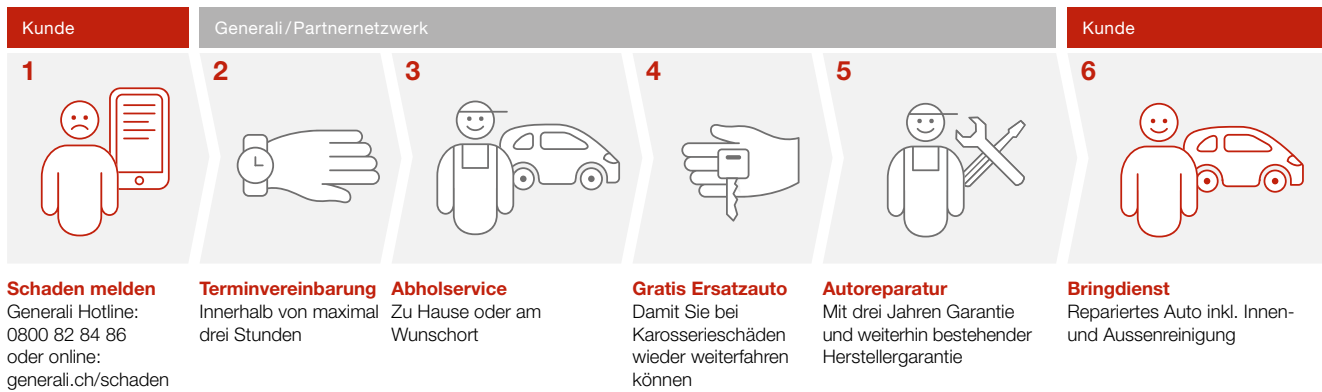 Kunde
Generali/Partnernetzwerk
Kunde
1
2
3
4
5
6
Schaden melden
Generali Hotline:
0800 82 84 86
oder online:
generali.ch/schaden
Terminvereinbarung
Innerhalb von maximal
drei Stunden
Abholservice
Zu Hause oder am
Wunschort
Gratis Ersatzauto
Damit Sie bei
Karosserieschäden
wieder weiterfahren
können
Autoreparatur
Mit drei Jahren Garantie
und weiterhin bestehender
Herstellergarantie
Bringdienst
Repariertes Auto inkl. Innen-
und Aussenreinigung